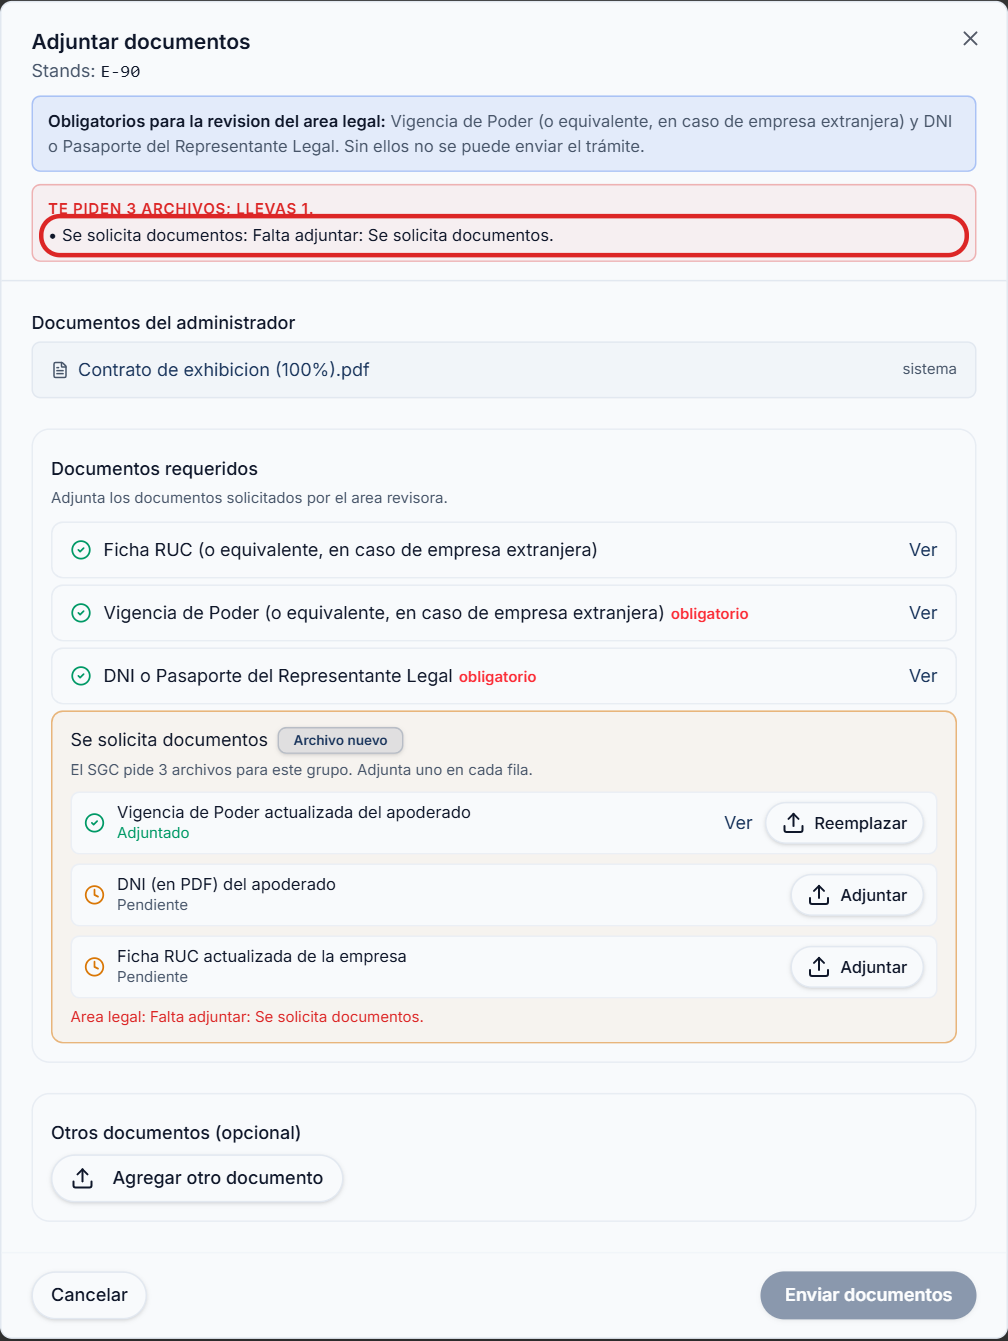 Adjuntar documentos
Stands: E-90
Obligatorios para la revision del area legal: Vigencia de Poder (o equivalente, en caso de empresa extranjera) y DNI
o Pasaporte del Representante Legal. Sin ellos no se puede enviar el trámite.
TE PIDEN 3 ARCHIVOS; LLEVAS 1.
• Se solicita documentos: Falta adjuntar: Se solicita documentos.
Documentos del administrador
Contrato de exhibicion (100%).pdf
sistema
Documentos requeridos
Adjunta los documentos solicitados por el area revisora.
Ficha RUC (o equivalente, en caso de empresa extranjera)
Ver
Vigencia de Poder (o equivalente, en caso de empresa extranjera) obligatorio
Ver
DNI o Pasaporte del Representante Legal obligatorio
Ver
Se solicita documentos
Archivo nuevo
El SGC pide 3 archivos para este grupo. Adjunta uno en cada fila.
Vigencia de Poder actualizada del apoderado
Adjuntado
Ver
Reemplazar
DNI (en PDF) del apoderado
Pendiente
Adjuntar
Ficha RUC actualizada de la empresa
Pendiente
Adjuntar
Area legal: Falta adjuntar: Se solicita documentos.
Otros documentos (opcional)
Agregar otro documento
Cancelar
Enviar documentos